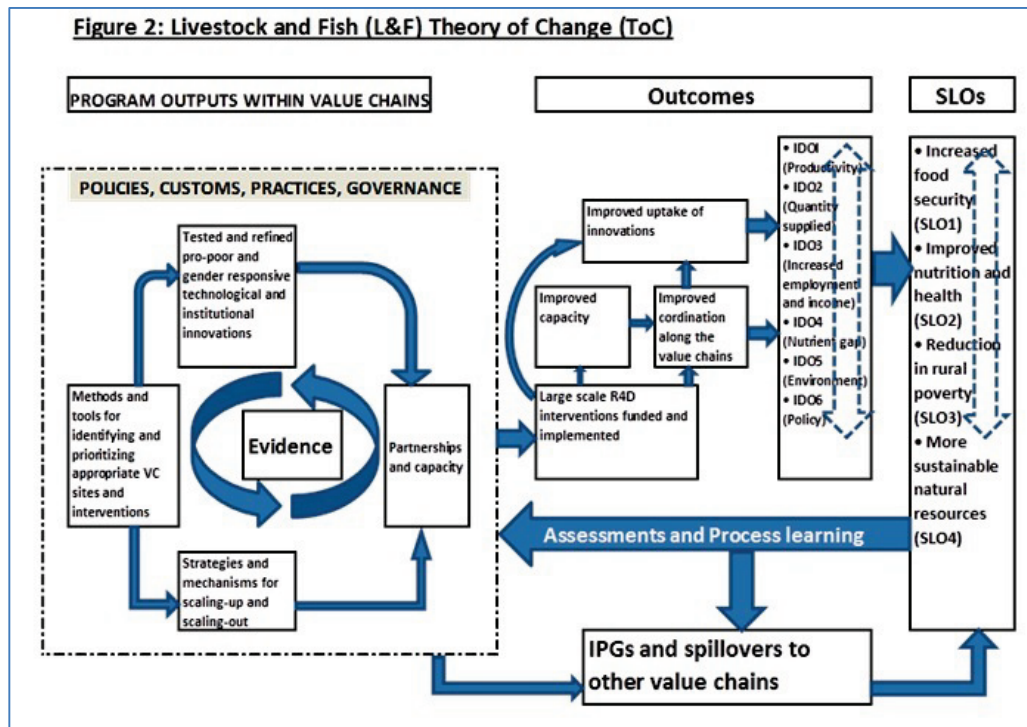 Figure 2: Livestock and Fish (L&F) Theory of Change (ToC)
PROGRAM OUTPUTS WITHIN VALUE CHAINS
Outcomes
SLOs
POLICIES, CUSTOMS, PRACTICES, GOVERNANCE
Tested and refined
pro-poor and
gender responsive
technological and
institutional
innovations
Methods and
tools for
identifying and
prioritizing
appropriate VC
sites and
interventions
Evidence
Partnerships
and capacity
Strategies and
mechanisms for
scaling-up and
scaling-out
Improved uptake of
innovations
Improved
capacity
Improved
cordination
along the
value chains
Large scale R4D
interventions funded and
implemented
• IDOI
(Productivity)
• IDO2
(Quantity
supplied)
• IDO3
(Increased
employment
and income)
• IDO4
(Nutrient gap)
• IDO5
(Environment)
• IDO6
(Policy)
• Increased
food
security
(SLO1)
• Improved
nutrition and
health
(SLO2)
• Reduction
in rural
poverty
(SLO3)
• More
sustainable
natural
resources
(SLO4)
Assessments and Process learning
IPGs and spillovers to
other value chains